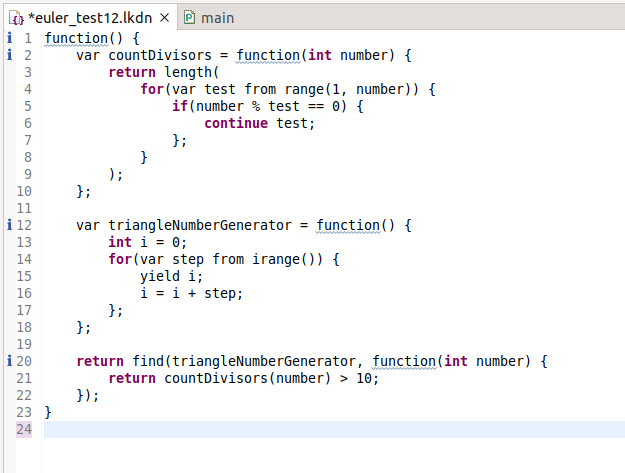 *euler_test12.lkdn main
1 function() {
2     var countDivisors = function(int number) {
3         return length(
4             for(var test from range(1, number)) {
5                 if(number % test == 0) {
6                     continue test;
7                 };
8             }
9         );
10     };
11
12     var triangleNumberGenerator = function() {
13         int i = 0;
14         for(var step from irange()) {
15             yield i;
16             i = i + step;
17         };
18     };
19
20     return find(triangleNumberGenerator, function(int number) {
21         return countDivisors(number) > 10;
22     });
23 }
24